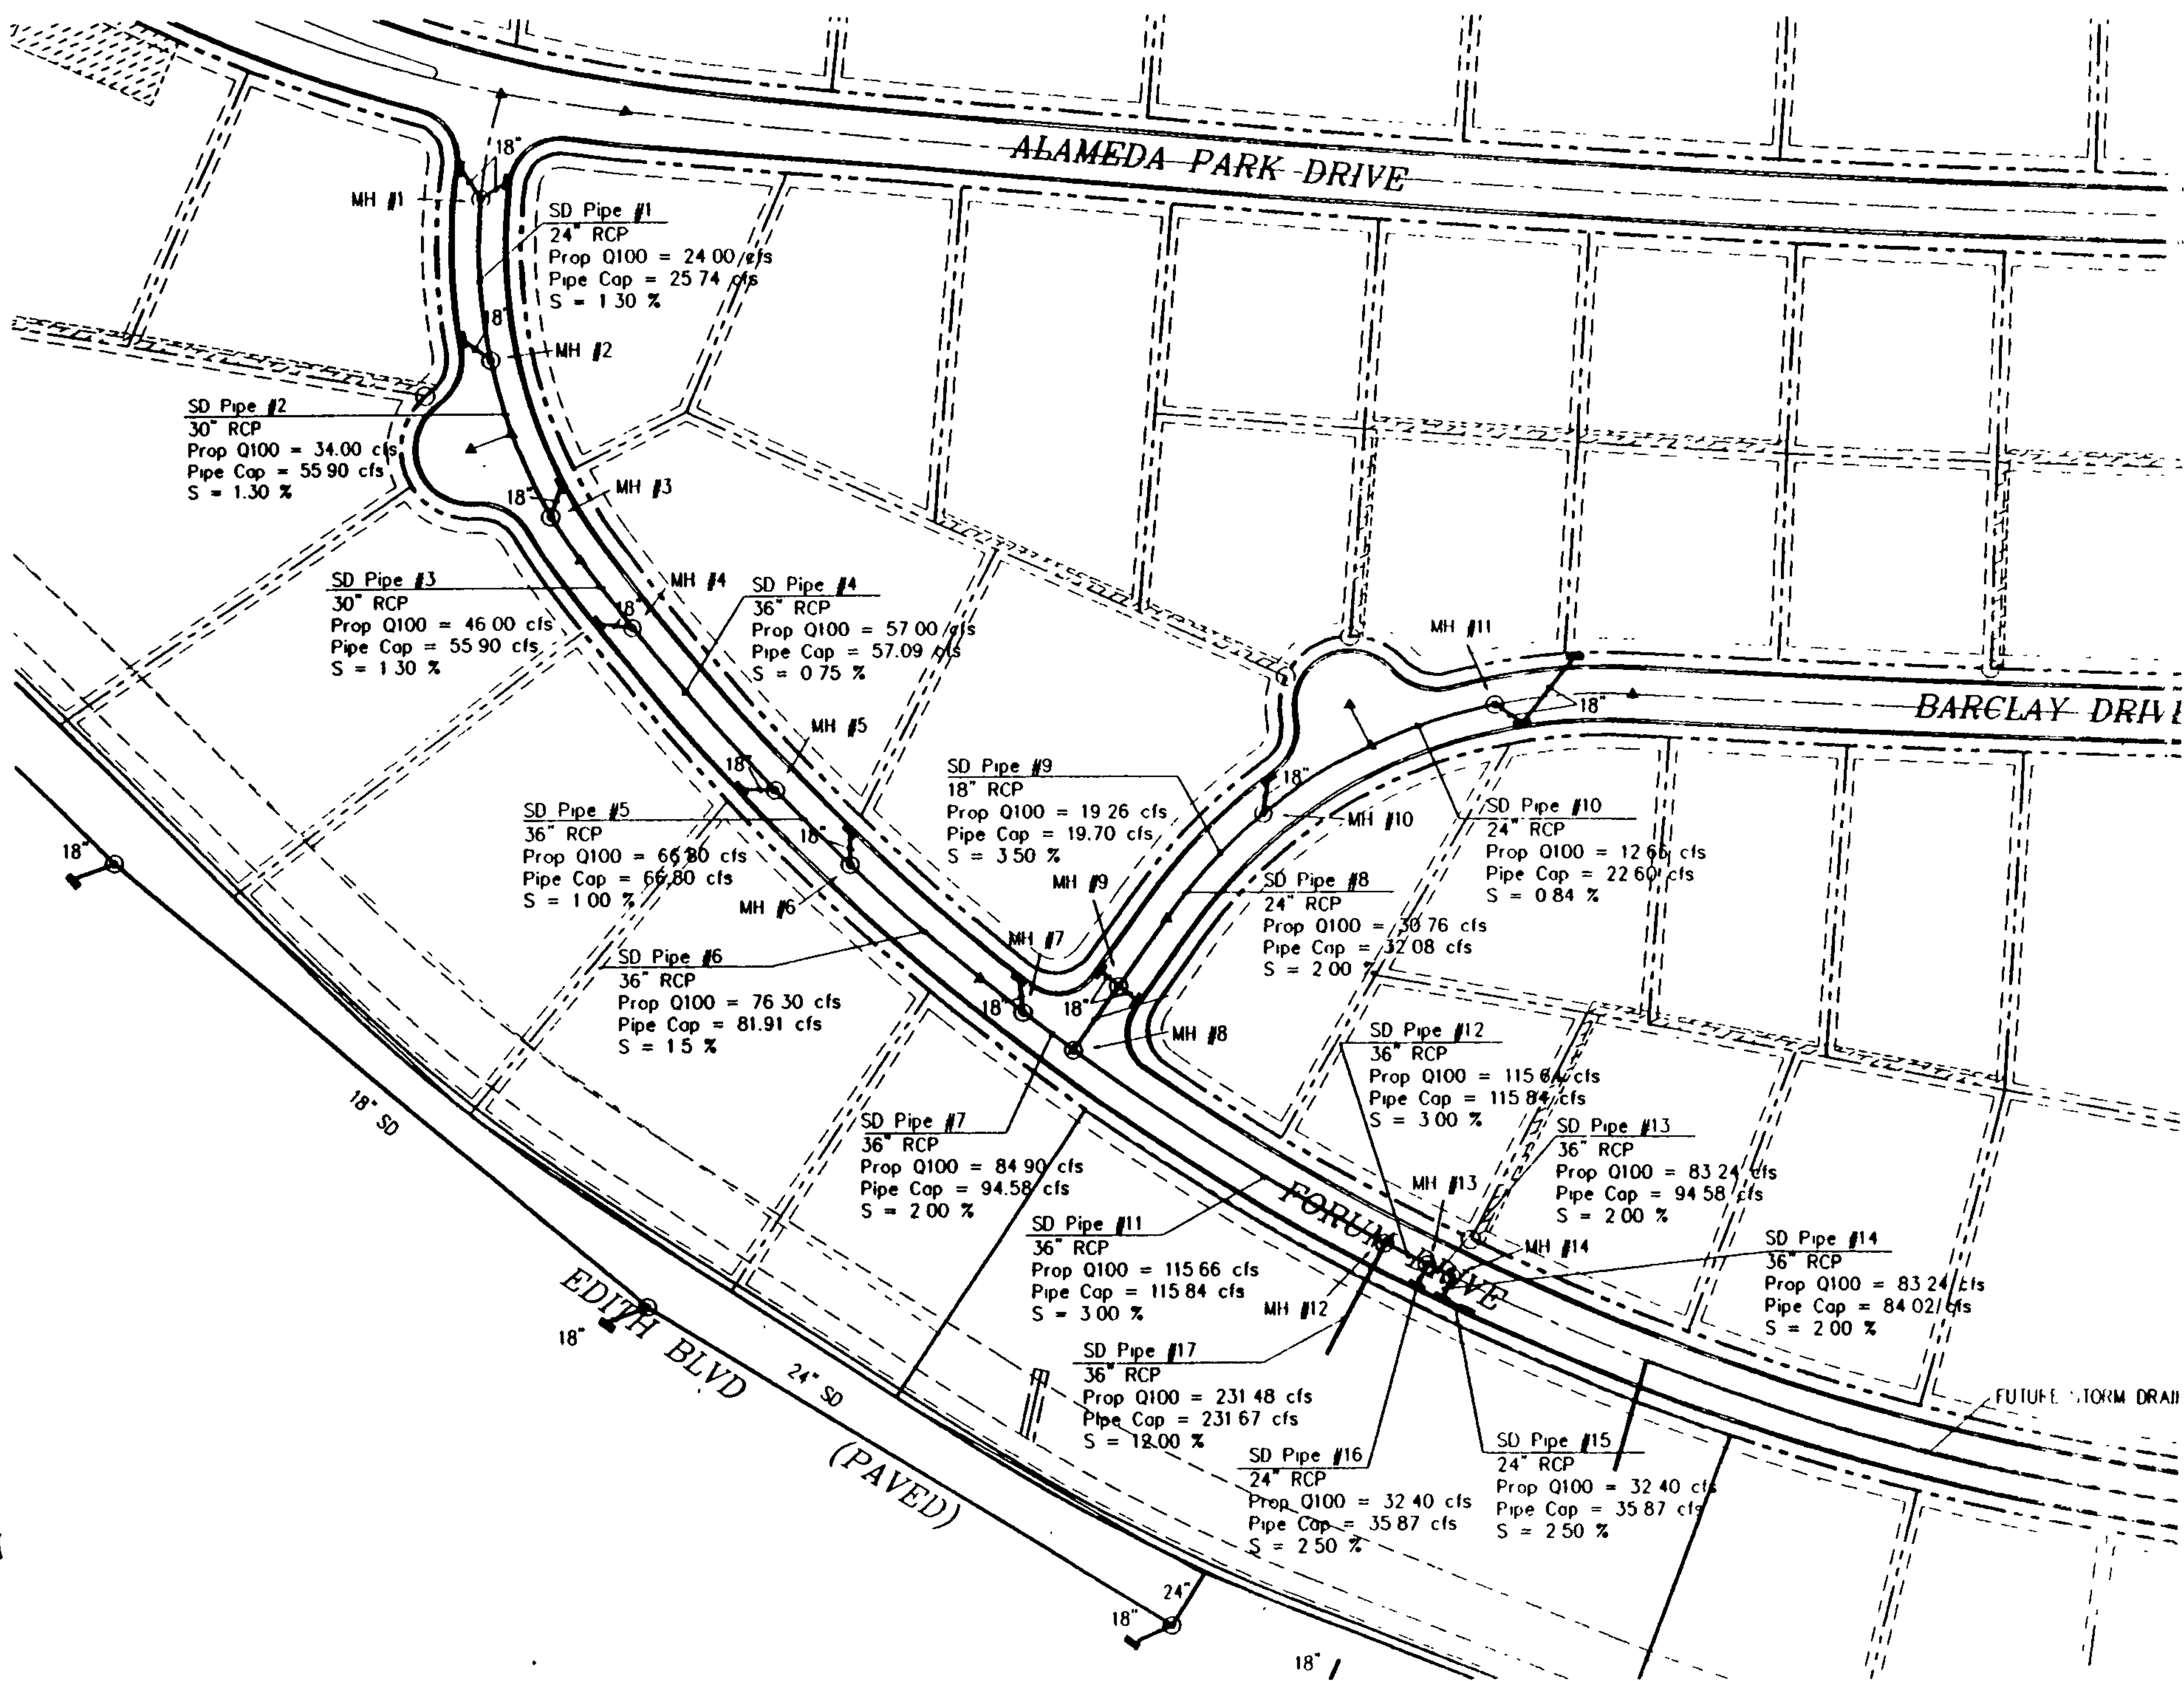 ALAMEDA PARK DRIVE
18"
MH #1
SD Pipe #1
24" RCP
Prop Q100 = 24 00 cfs
Pipe Cap = 25 74 cfs
S = 1 30 %
18"
MH #2
SD Pipe #2
30" RCP
Prop Q100 = 34.00 cfs
Pipe Cap = 55 90 cfs
S = 1.30 %
18"
MH #3
SD Pipe #3
30" RCP
Prop Q100 = 46 00 cfs
Pipe Cap = 55 90 cfs
S = 1 30 %
18"
MH #4
SD Pipe #4
36" RCP
Prop Q100 = 57 00 cfs
Pipe Cap = 57.09 cfs
S = 0 75 %
MH #5
18"
SD Pipe #5
36" RCP
Prop Q100 = 66 80 cfs
Pipe Cap = 66,80 cfs
S = 1 00 %
18"
MH #6
SD Pipe #6
36" RCP
Prop Q100 = 76 30 cfs
Pipe Cap = 81.91 cfs
S = 1 5 %
MH #7
18"
SD Pipe #7
36" RCP
Prop Q100 = 84 90 cfs
Pipe Cap = 94.58 cfs
S = 2 00 %
MH #8
MH #9
18"
SD Pipe #9
18" RCP
Prop Q100 = 19 26 cfs
Pipe Cap = 19.70 cfs
S = 3 50 %
SD Pipe #8
24" RCP
Prop Q100 = 30 76 cfs
Pipe Cap = 32 08 cfs
S = 2 00 %
18"
MH #10
MH #11
18"
BARCLAY DRIVE
SD Pipe #10
24" RCP
Prop Q100 = 12 66 cfs
Pipe Cap = 22 60 cfs
S = 0 84 %
SD Pipe #12
36" RCP
Prop Q100 = 115 64 cfs
Pipe Cap = 115 84 cfs
S = 3 00 %
SD Pipe #13
36" RCP
Prop Q100 = 83 24 cfs
Pipe Cap = 94 58 cfs
S = 2 00 %
MH #13
MH #14
FORUM DRIVE
SD Pipe #14
36" RCP
Prop Q100 = 83 24 cfs
Pipe Cap = 84 02 cfs
S = 2 00 %
SD Pipe #11
36" RCP
Prop Q100 = 115 66 cfs
Pipe Cap = 115 84 cfs
S = 3 00 %
MH #12
SD Pipe #17
36" RCP
Prop Q100 = 231 48 cfs
Pipe Cap = 231 67 cfs
S = 12.00 %
SD Pipe #16
24" RCP
Prop Q100 = 32 40 cfs
Pipe Cap = 35 87 cfs
S = 2 50 %
SD Pipe #15
24" RCP
Prop Q100 = 32 40 cfs
Pipe Cap = 35 87 cfs
S = 2 50 %
FUTURE STORM DRAI
18"
18" SD
18"
EDITH BLVD
24" SD
(PAVED)
24"
18"
18"